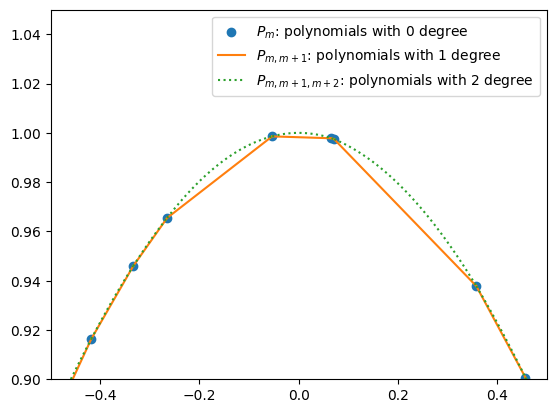 P_m: polynomials with 0 degree
P_{m,m+1}: polynomials with 1 degree
P_{m,m+1,m+2}: polynomials with 2 degree
1.04
1.02
1.00
0.98
0.96
0.94
0.92
0.90
−0.4 −0.2 0.0 0.2 0.4